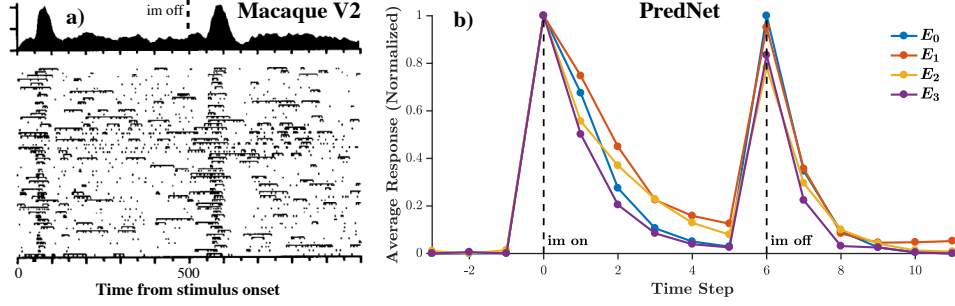 a)
im off
Macaque V2
0
500
Time from stimulus onset
b)
PredNet
Average Response (Normalized)
1
0.8
0.6
0.4
0.2
0
im on
im off
E0
E1
E2
E3
-2 0 2 4 6 8 10
Time Step